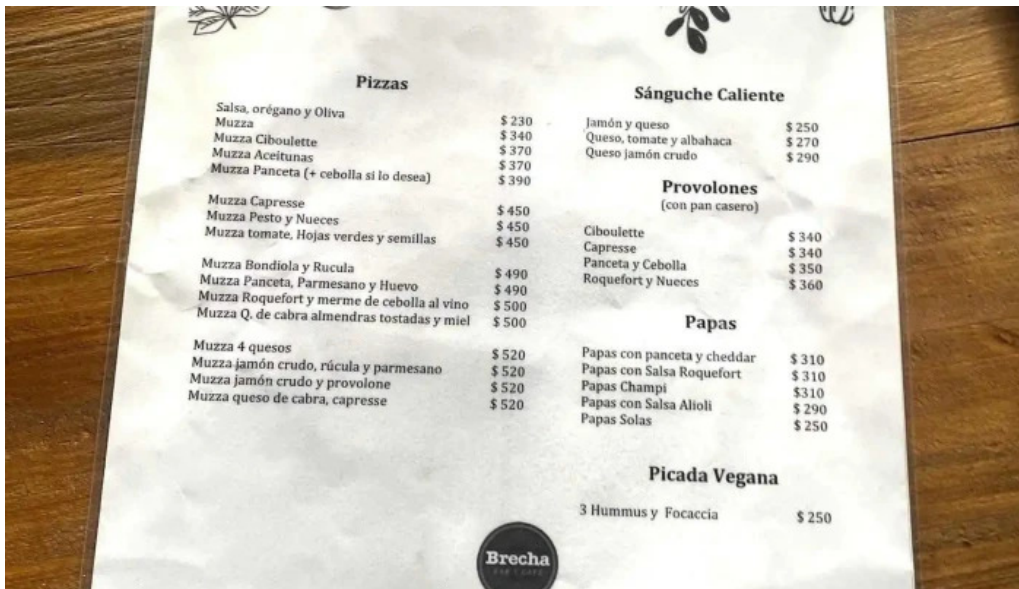 Pizzas
Salsa, orégano y Oliva $ 230
Muzza $ 340
Muzza Ciboulette $ 370
Muzza Aceitunas $ 370
Muzza Panceta (+ cebolla si lo desea) $ 390
Muzza Capresse $ 450
Muzza Pesto y Nueces $ 450
Muzza tomate, Hojas verdes y semillas $ 450
Muzza Bondiola y Rucula $ 490
Muzza Panceta, Parmesano y Huevo $ 490
Muzza Roquefort y merme de cebolla al vino $ 500
Muzza Q. de cabra almendras tostadas y miel $ 500
Muzza 4 quesos $ 520
Muzza jamón crudo, rúcula y parmesano $ 520
Muzza jamón crudo y provolone $ 520
Muzza queso de cabra, capresse $ 520
Sánguche Caliente
Jamón y queso $ 250
Queso, tomate y albahaca $ 270
Queso jamón crudo $ 290
Provolones
(con pan casero)
Ciboulette $ 340
Capresse $ 340
Panceta y Cebolla $ 350
Roquefort y Nueces $ 360
Papas
Papas con panceta y cheddar $ 310
Papas con Salsa Roquefort $ 310
Papas Champi $310
Papas con Salsa Alioli $ 290
Papas Solas $ 250
Picada Vegana
3 Hummus y Focaccia $ 250
Brecha